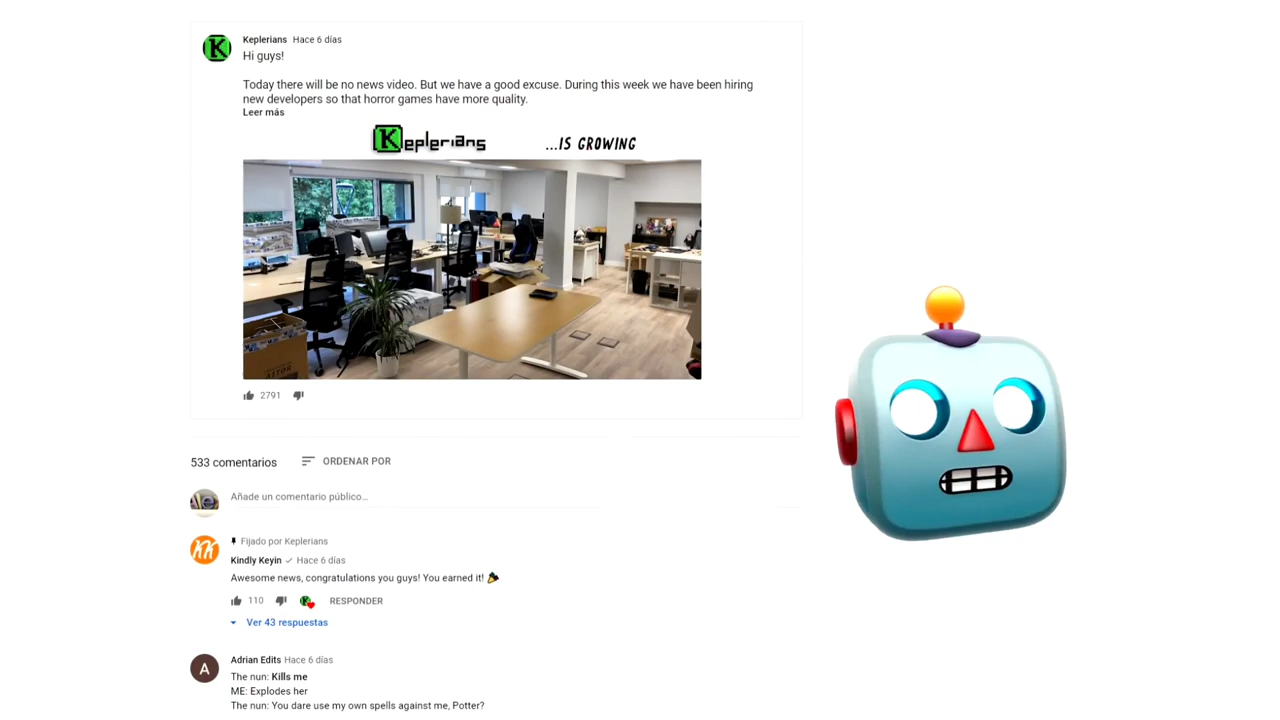 Keplerians Hace 6 días
Hi guys!
Today there will be no news video. But we have a good excuse. During this week we have been hiring
new developers so that horror games have more quality.
Leer más
Keplerians ...IS GROWING
2791
533 comentarios ORDENAR POR
Añade un comentario público...
Fijado por Keplerians
Kindly Keyin Hace 6 días
Awesome news, congratulations you guys! You earned it!
110 RESPONDER
Ver 43 respuestas
A
Adrian Edits Hace 6 días
The nun: Kills me
ME: Explodes her
The nun: You dare use my own spells against me, Potter?